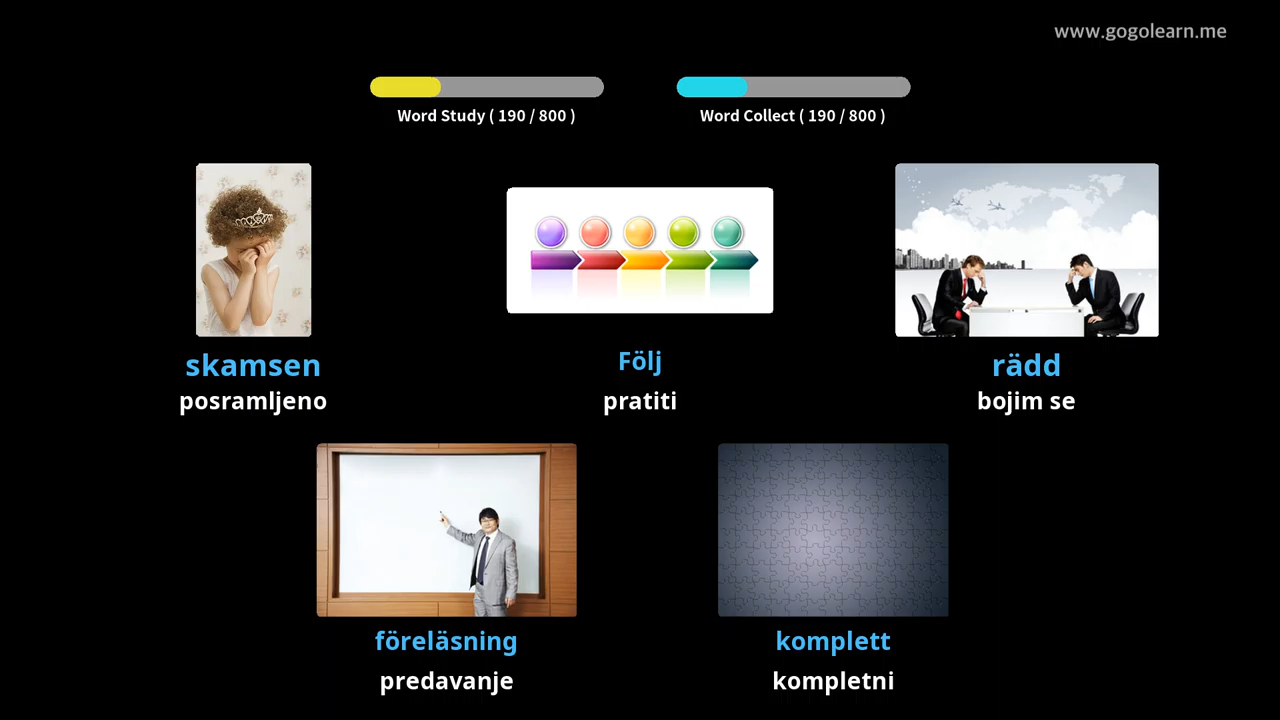 www.gogolearn.me
Word Study ( 190 / 800 )
Word Collect ( 190 / 800 )
skamsen
posramljeno
Följ
pratiti
rädd
bojim se
föreläsning
predavanje
komplett
kompletni